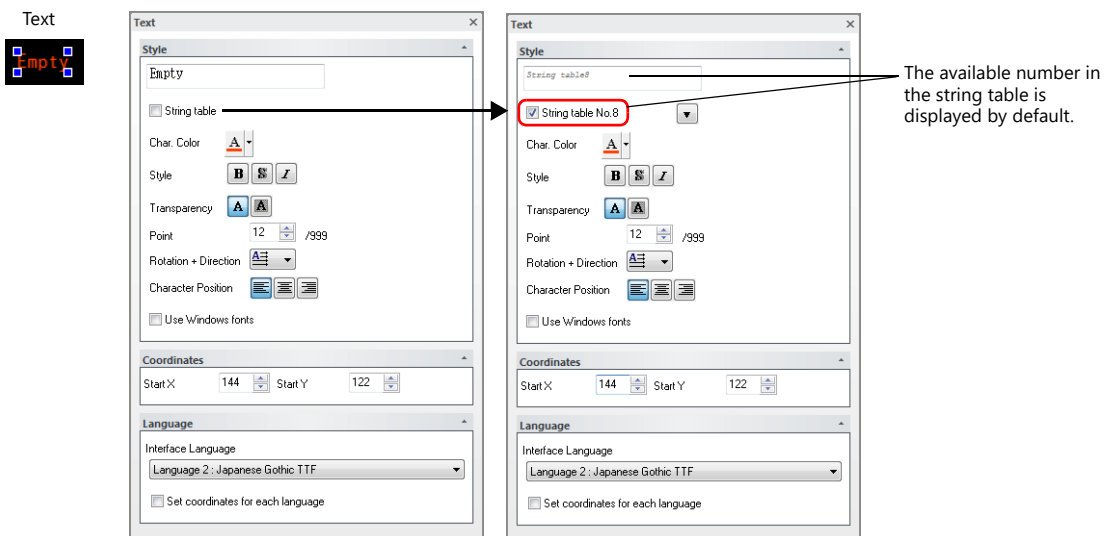 Text
Empty
Text
Style
Empty
String table
Char. Color
A
Style
B S I
Transparency
A A
Point
12
/999
Rotation + Direction
A
Character Position
Use Windows fonts
Coordinates
Start X
144
Start Y
122
Language
Interface Language
Language 2 : Japanese Gothic TTF
Set coordinates for each language
Text
Style
String table8
String table No.8
Char. Color
A
Style
B S I
Transparency
A A
Point
12
/999
Rotation + Direction
A
Character Position
Use Windows fonts
Coordinates
Start X
144
Start Y
122
Language
Interface Language
Language 2 : Japanese Gothic TTF
Set coordinates for each language
The available number in
the string table is
displayed by default.